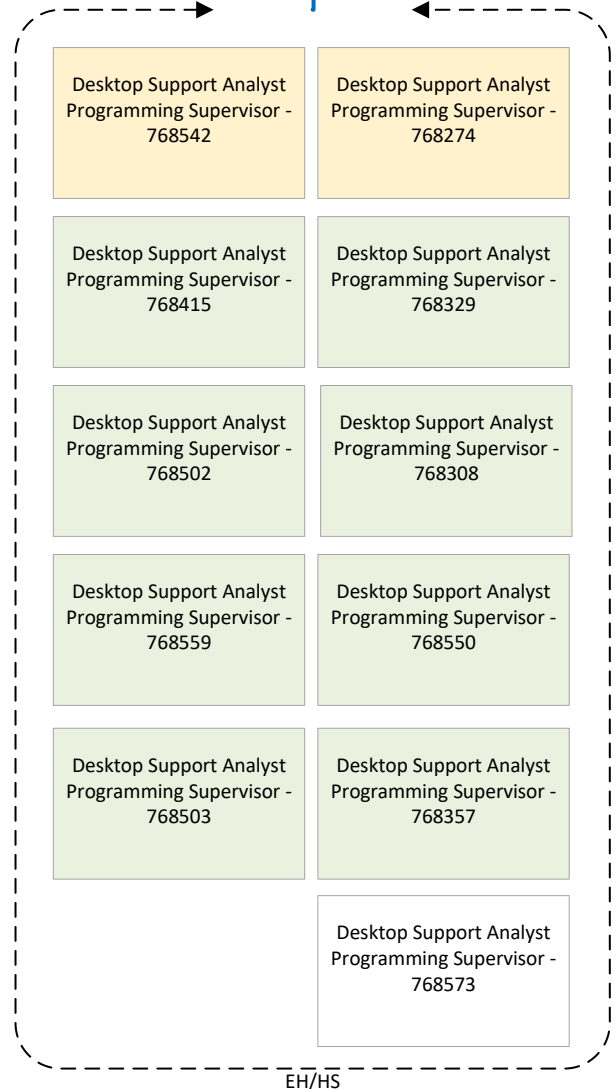 Desktop Support Analyst
Programming Supervisor -
768542
Desktop Support Analyst
Programming Supervisor -
768274
Desktop Support Analyst
Programming Supervisor -
768415
Desktop Support Analyst
Programming Supervisor -
768329
Desktop Support Analyst
Programming Supervisor -
768502
Desktop Support Analyst
Programming Supervisor -
768308
Desktop Support Analyst
Programming Supervisor -
768559
Desktop Support Analyst
Programming Supervisor -
768550
Desktop Support Analyst
Programming Supervisor -
768503
Desktop Support Analyst
Programming Supervisor -
768357
Desktop Support Analyst
Programming Supervisor -
768573
EH/HS